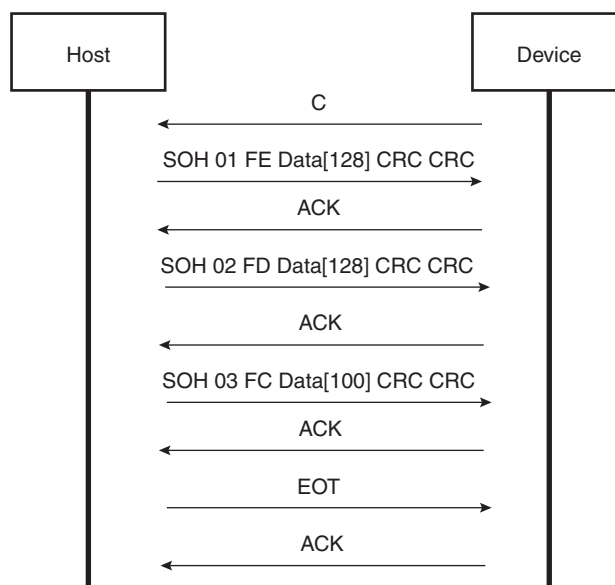 Host
Device
C
SOH 01 FE Data[128] CRC CRC
ACK
SOH 02 FD Data[128] CRC CRC
ACK
SOH 03 FC Data[100] CRC CRC
ACK
EOT
ACK